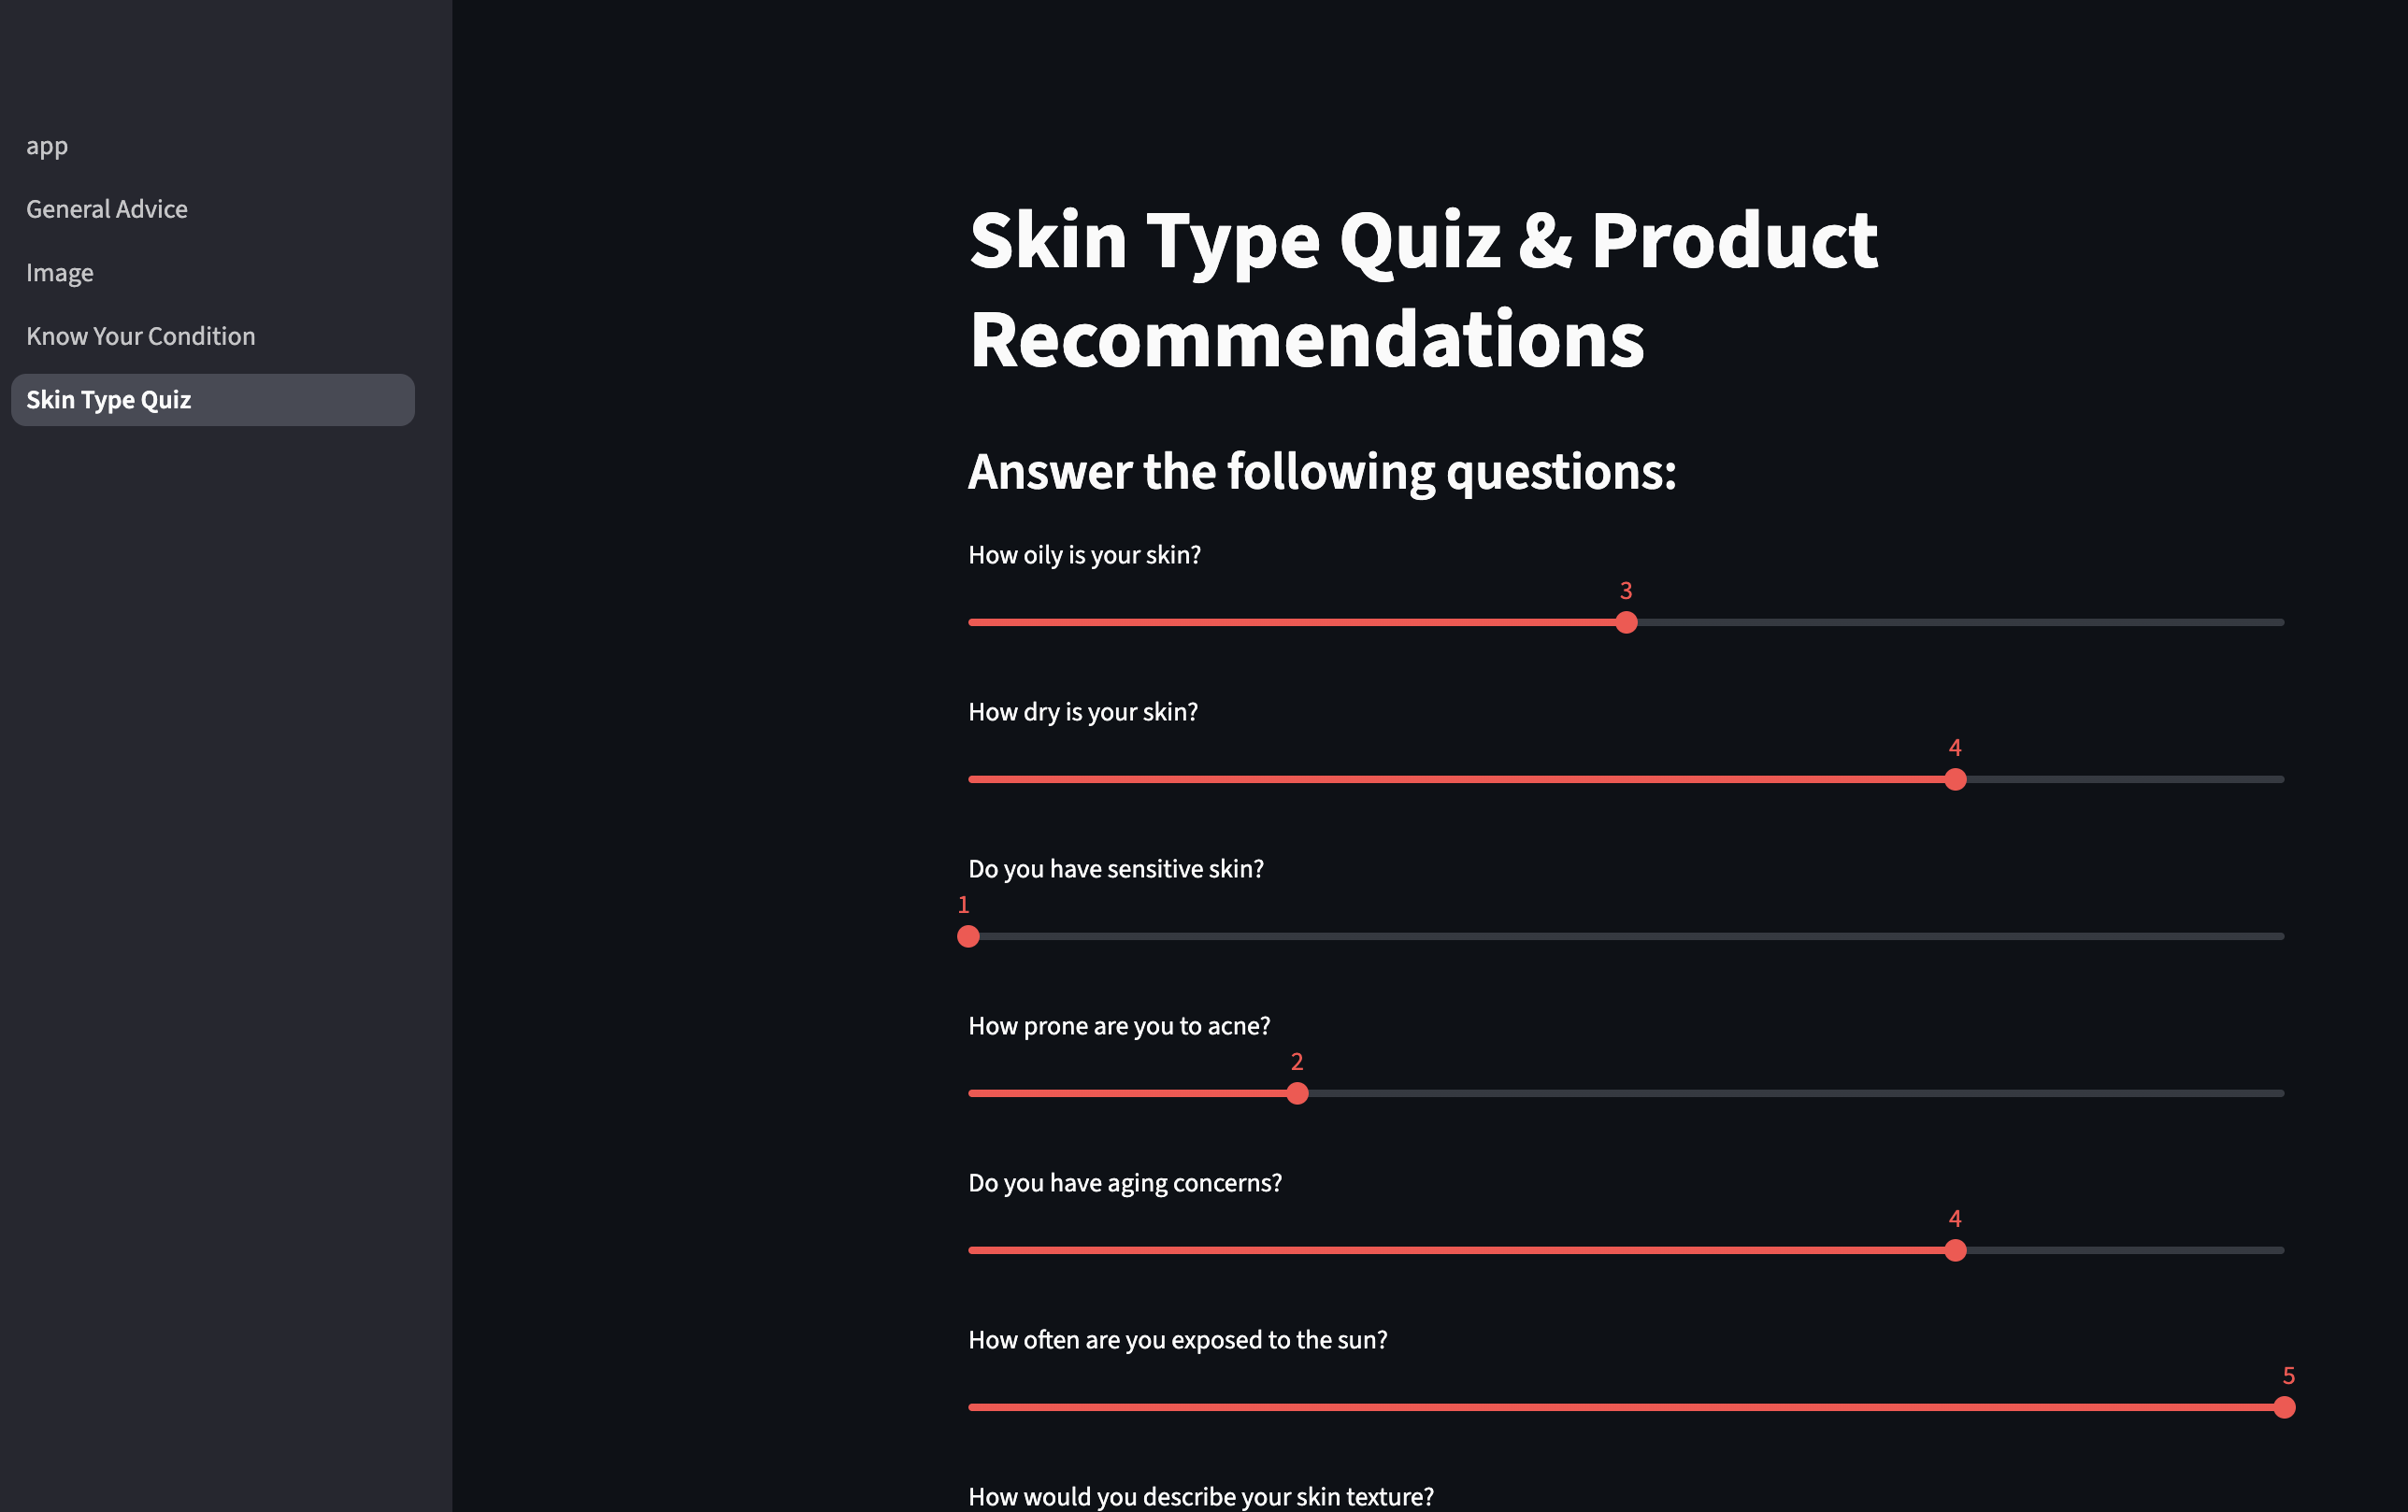 app
General Advice
Image
Know Your Condition
Skin Type Quiz
Skin Type Quiz & Product
Recommendations
Answer the following questions:
How oily is your skin?
3
How dry is your skin?
4
Do you have sensitive skin?
1
How prone are you to acne?
2
Do you have aging concerns?
4
How often are you exposed to the sun?
5
How would you describe your skin texture?